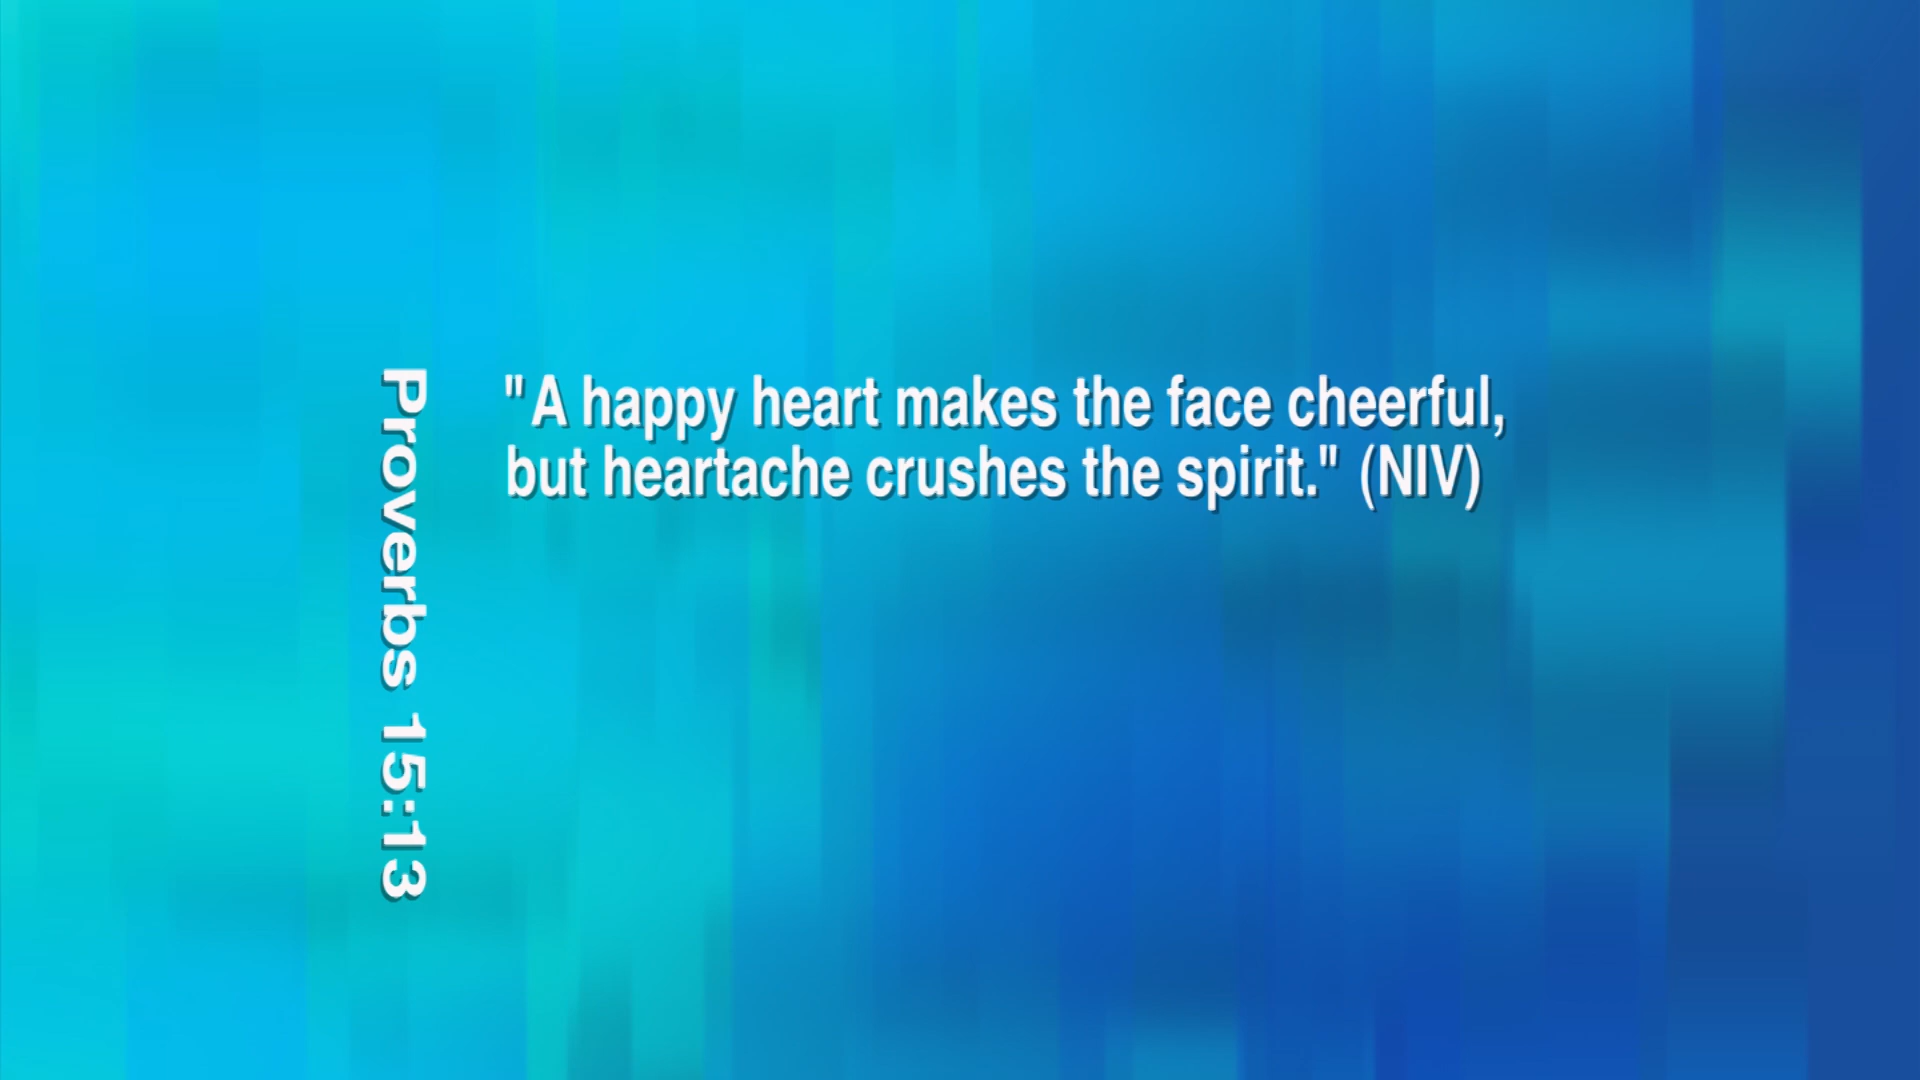 Proverbs 15:13
"A happy heart makes the face cheerful,
but heartache crushes the spirit." (NIV)